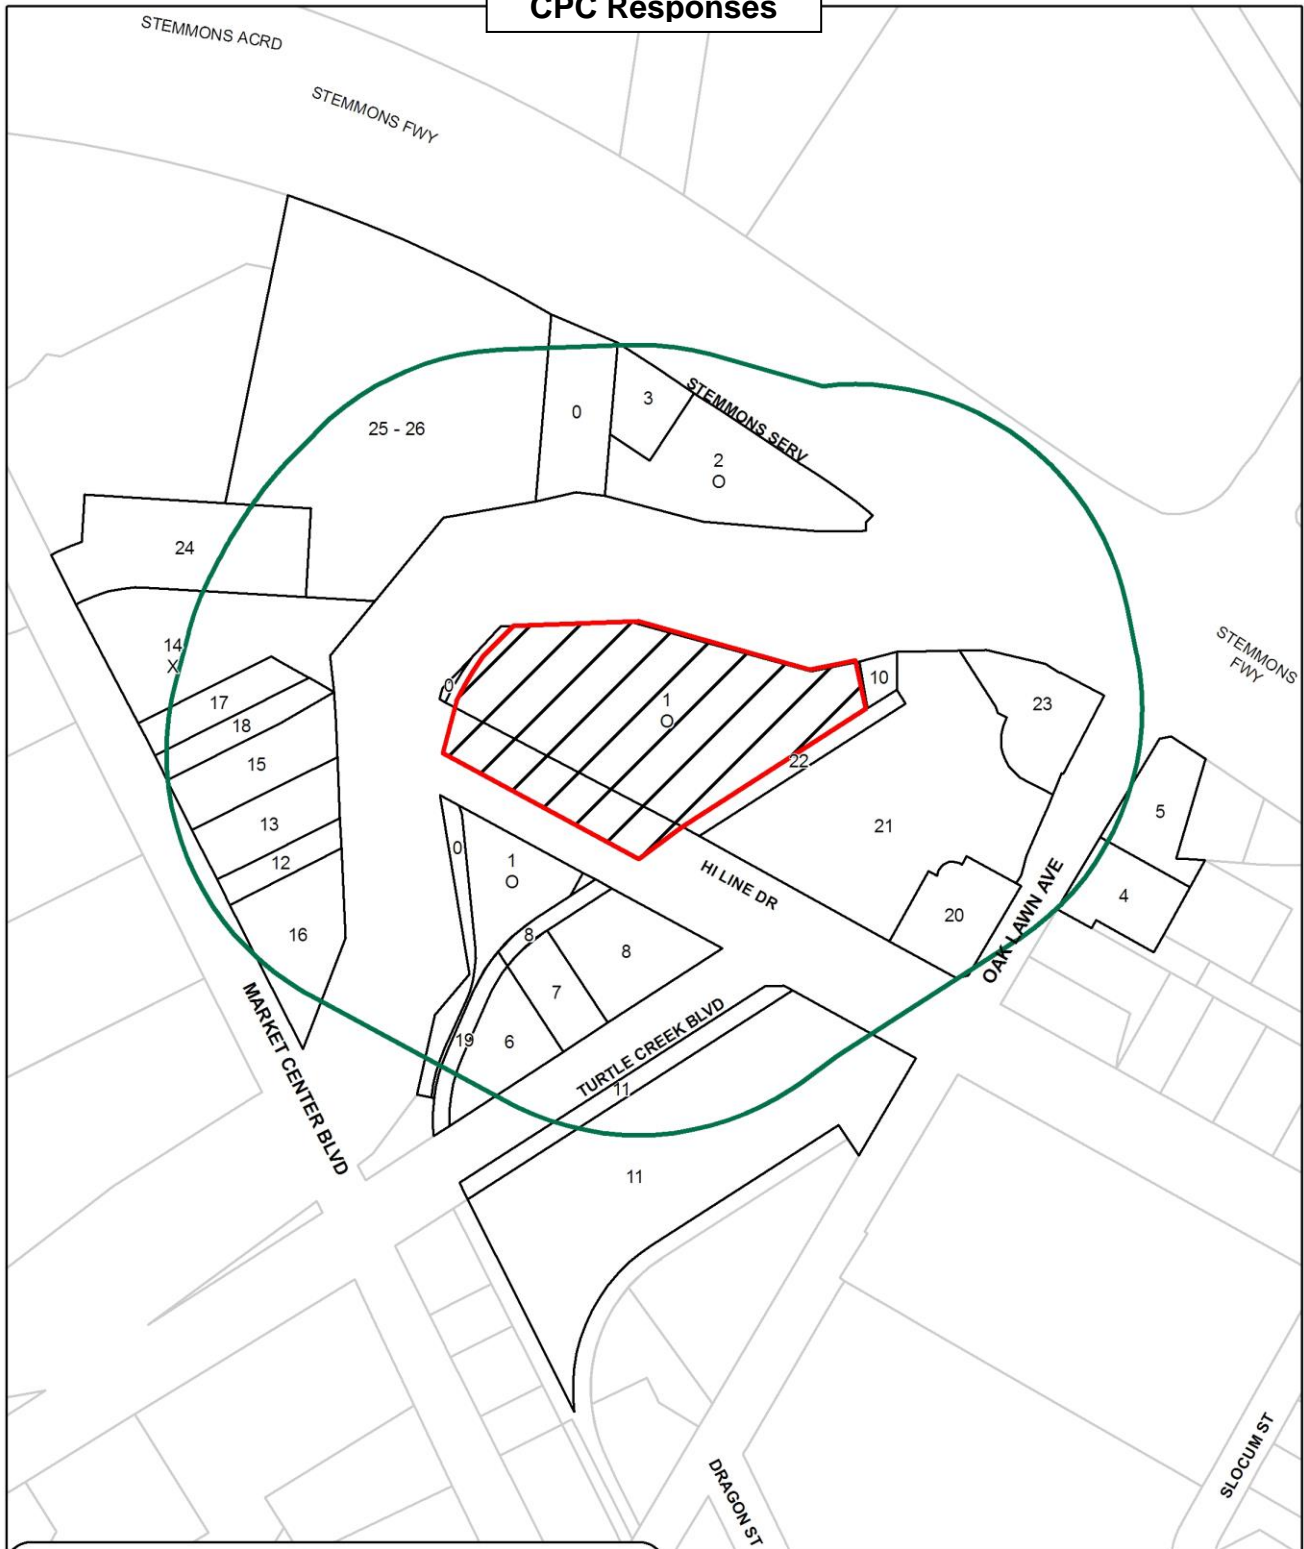 CPC Responses
STEMMONS ACRD
STEMMONS FWY
STEMMONS SERV
3
0
25 - 26
2
O
24
14
X
STEMMONS
FWY
17
18
15
13
12
16
0
1
O
10
22
23
21
5
4
20
HI LINE DR
OAK LAWN AVE
0
1
O
8
8
7
6
19
MARKET CENTER BLVD
TURTLE CREEK BLVD
11
11
DRAGON ST
SLOCUM ST